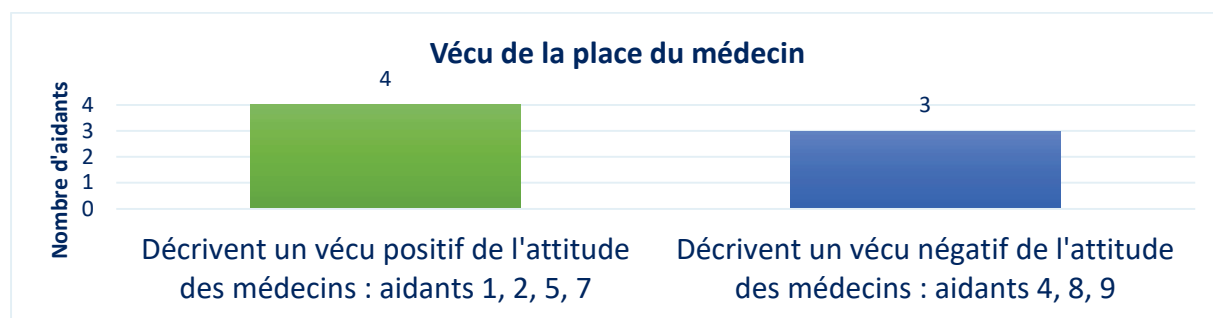 Vécu de la place du médecin
4
3
Nombre d'aidants
4
3
2
1
0
Décrivent un vécu positif de l'attitude
des médecins : aidants 1, 2, 5, 7
Décrivent un vécu négatif de l'attitude
des médecins : aidants 4, 8, 9